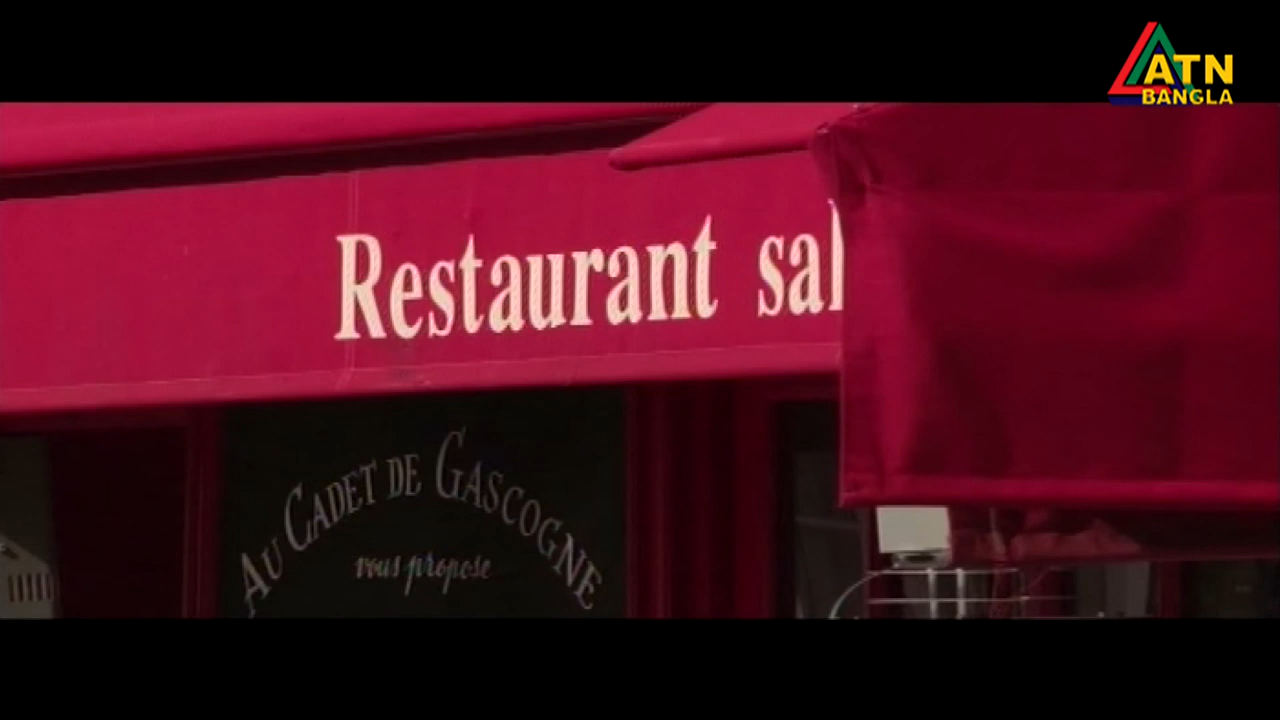 ATN
BANGLA
Restaurant sal
AU CADET DE GASCOGNE
vous propose